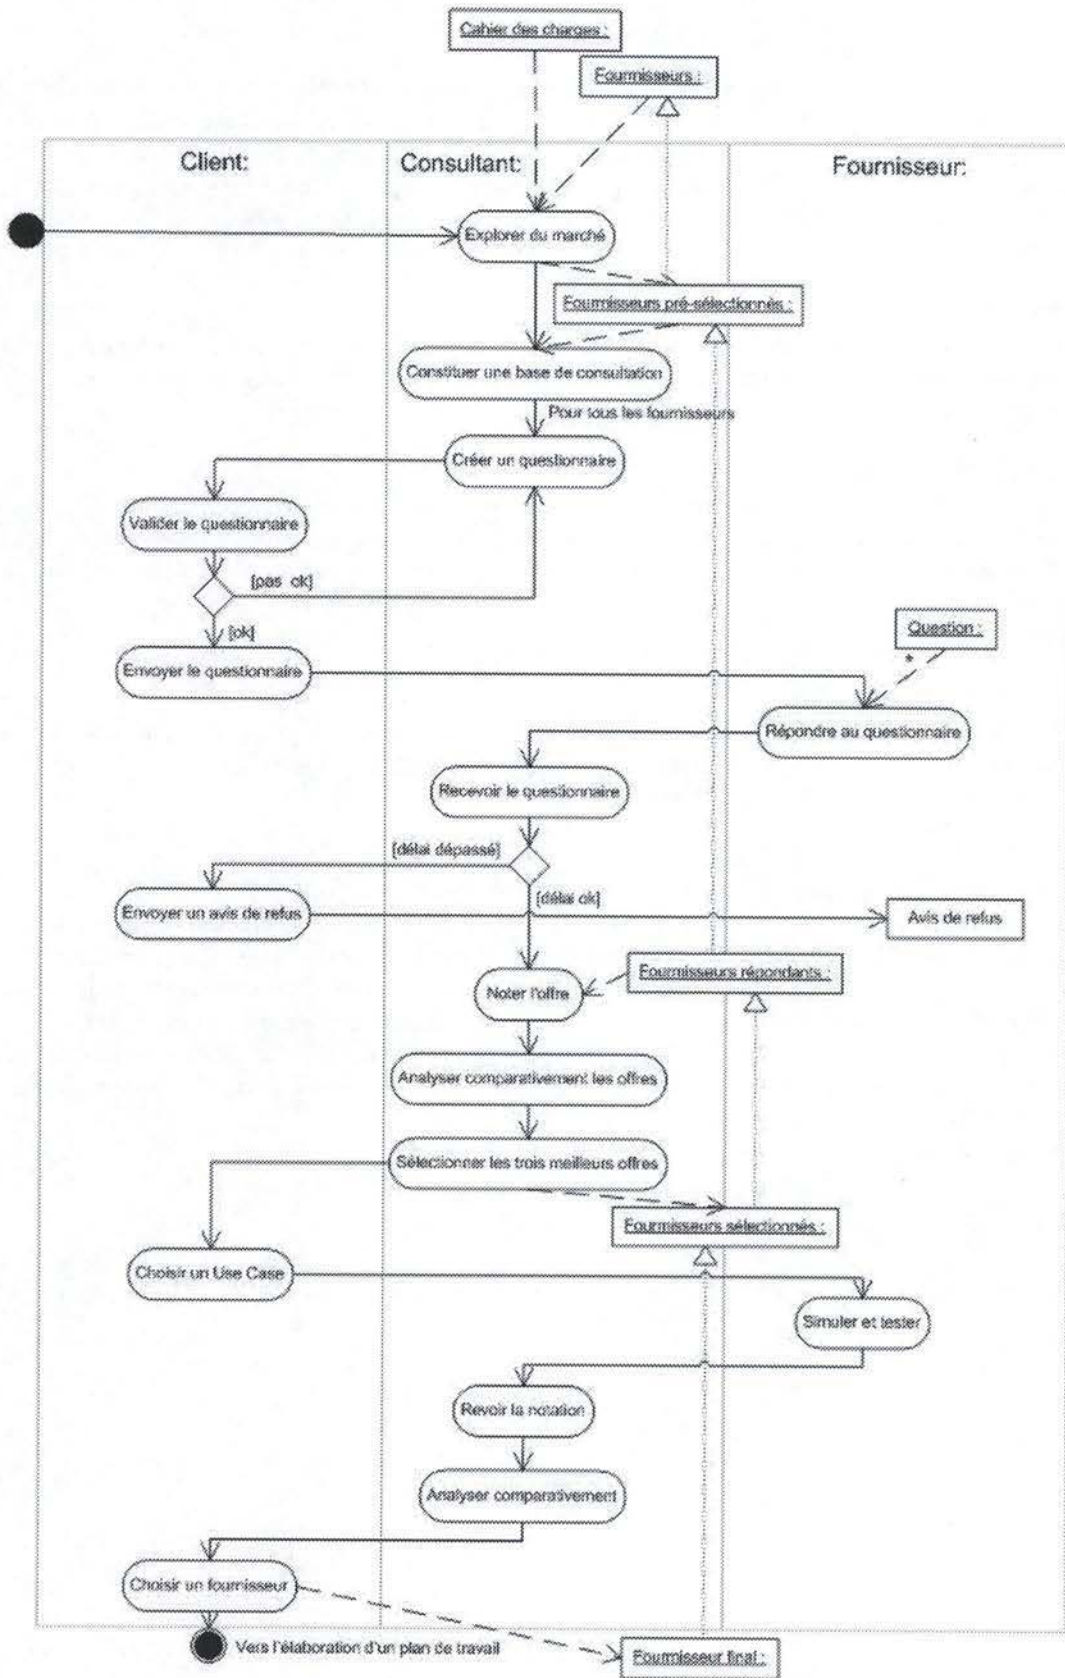 Cahier des charges :
Fournisseurs :
Client:
Consultant:
Fournisseur:
Explorer du marché
Fournisseurs pré-sélectionnés :
Constituer une base de consultation
Pour tous les fournisseurs
Créer un questionnaire
Valider le questionnaire
[pas ok]
[ok]
Question :
*
Envoyer le questionnaire
Répondre au questionnaire
Recevoir le questionnaire
[délai dépassé]
[délai ok]
Envoyer un avis de refus
Avis de refus
Fournisseurs répondants :
Noter l'offre
Analyser comparativement les offres
Sélectionner les trois meilleurs offres
Fournisseurs sélectionnés :
Choisir un Use Case
Simuler et tester
Revoir la notation
Analyser comparativement
Choisir un fournisseur
Vers l'élaboration d'un plan de travail
Fournisseur final :